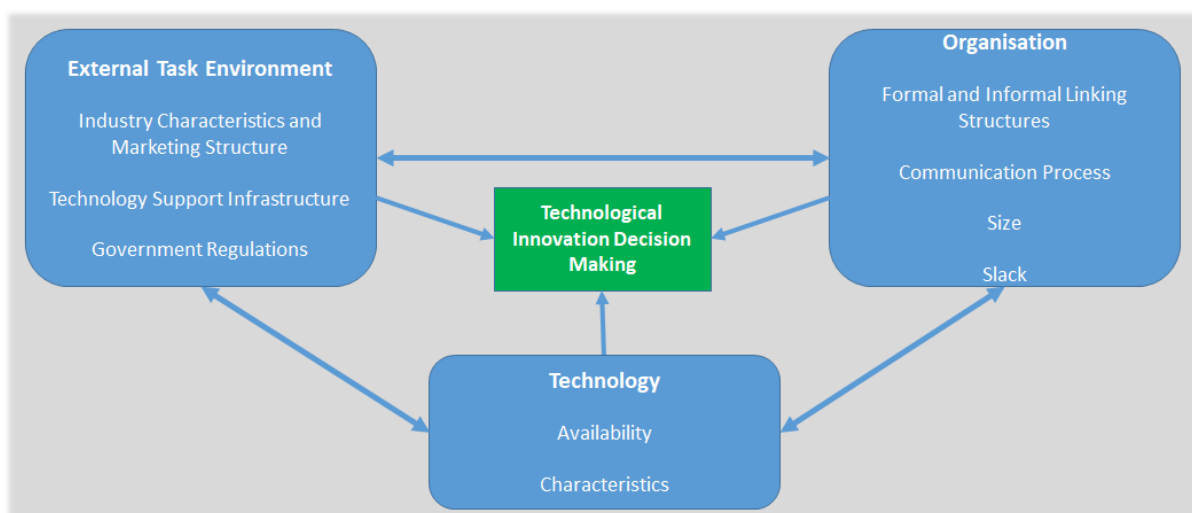 External Task Environment
Industry Characteristics and
Marketing Structure
Technology Support Infrastructure
Government Regulations
Organisation
Formal and Informal Linking
Structures
Communication Process
Size
Slack
Technological
Innovation Decision
Making
Technology
Availability
Characteristics